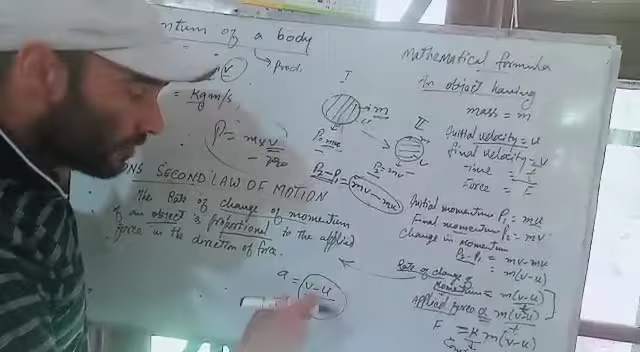 ntum of a body
v
Prod.
= kgm/s
P = m x v
I
m
P1 = mu
II
P2 = mv
P2 - P1 = mv - mu
NS SECOND LAW OF MOTION
The Rate of change of momentum
of an object is proportional to the applied
force in the direction of force.
a = v-u
Mathematical formula
An object having
mass = m
Initial velocity = u
final velocity = v
Time = t
Force = F
Initial momentum P1 = mu
Final momentum P2 = mv
Change in momentum
P2 - P1 = mv - mu
= m(v-u)
Rate of change of
momentum = m(v-u)/t
applied force ∝ m(v-u)/t
F = K m(v-u)